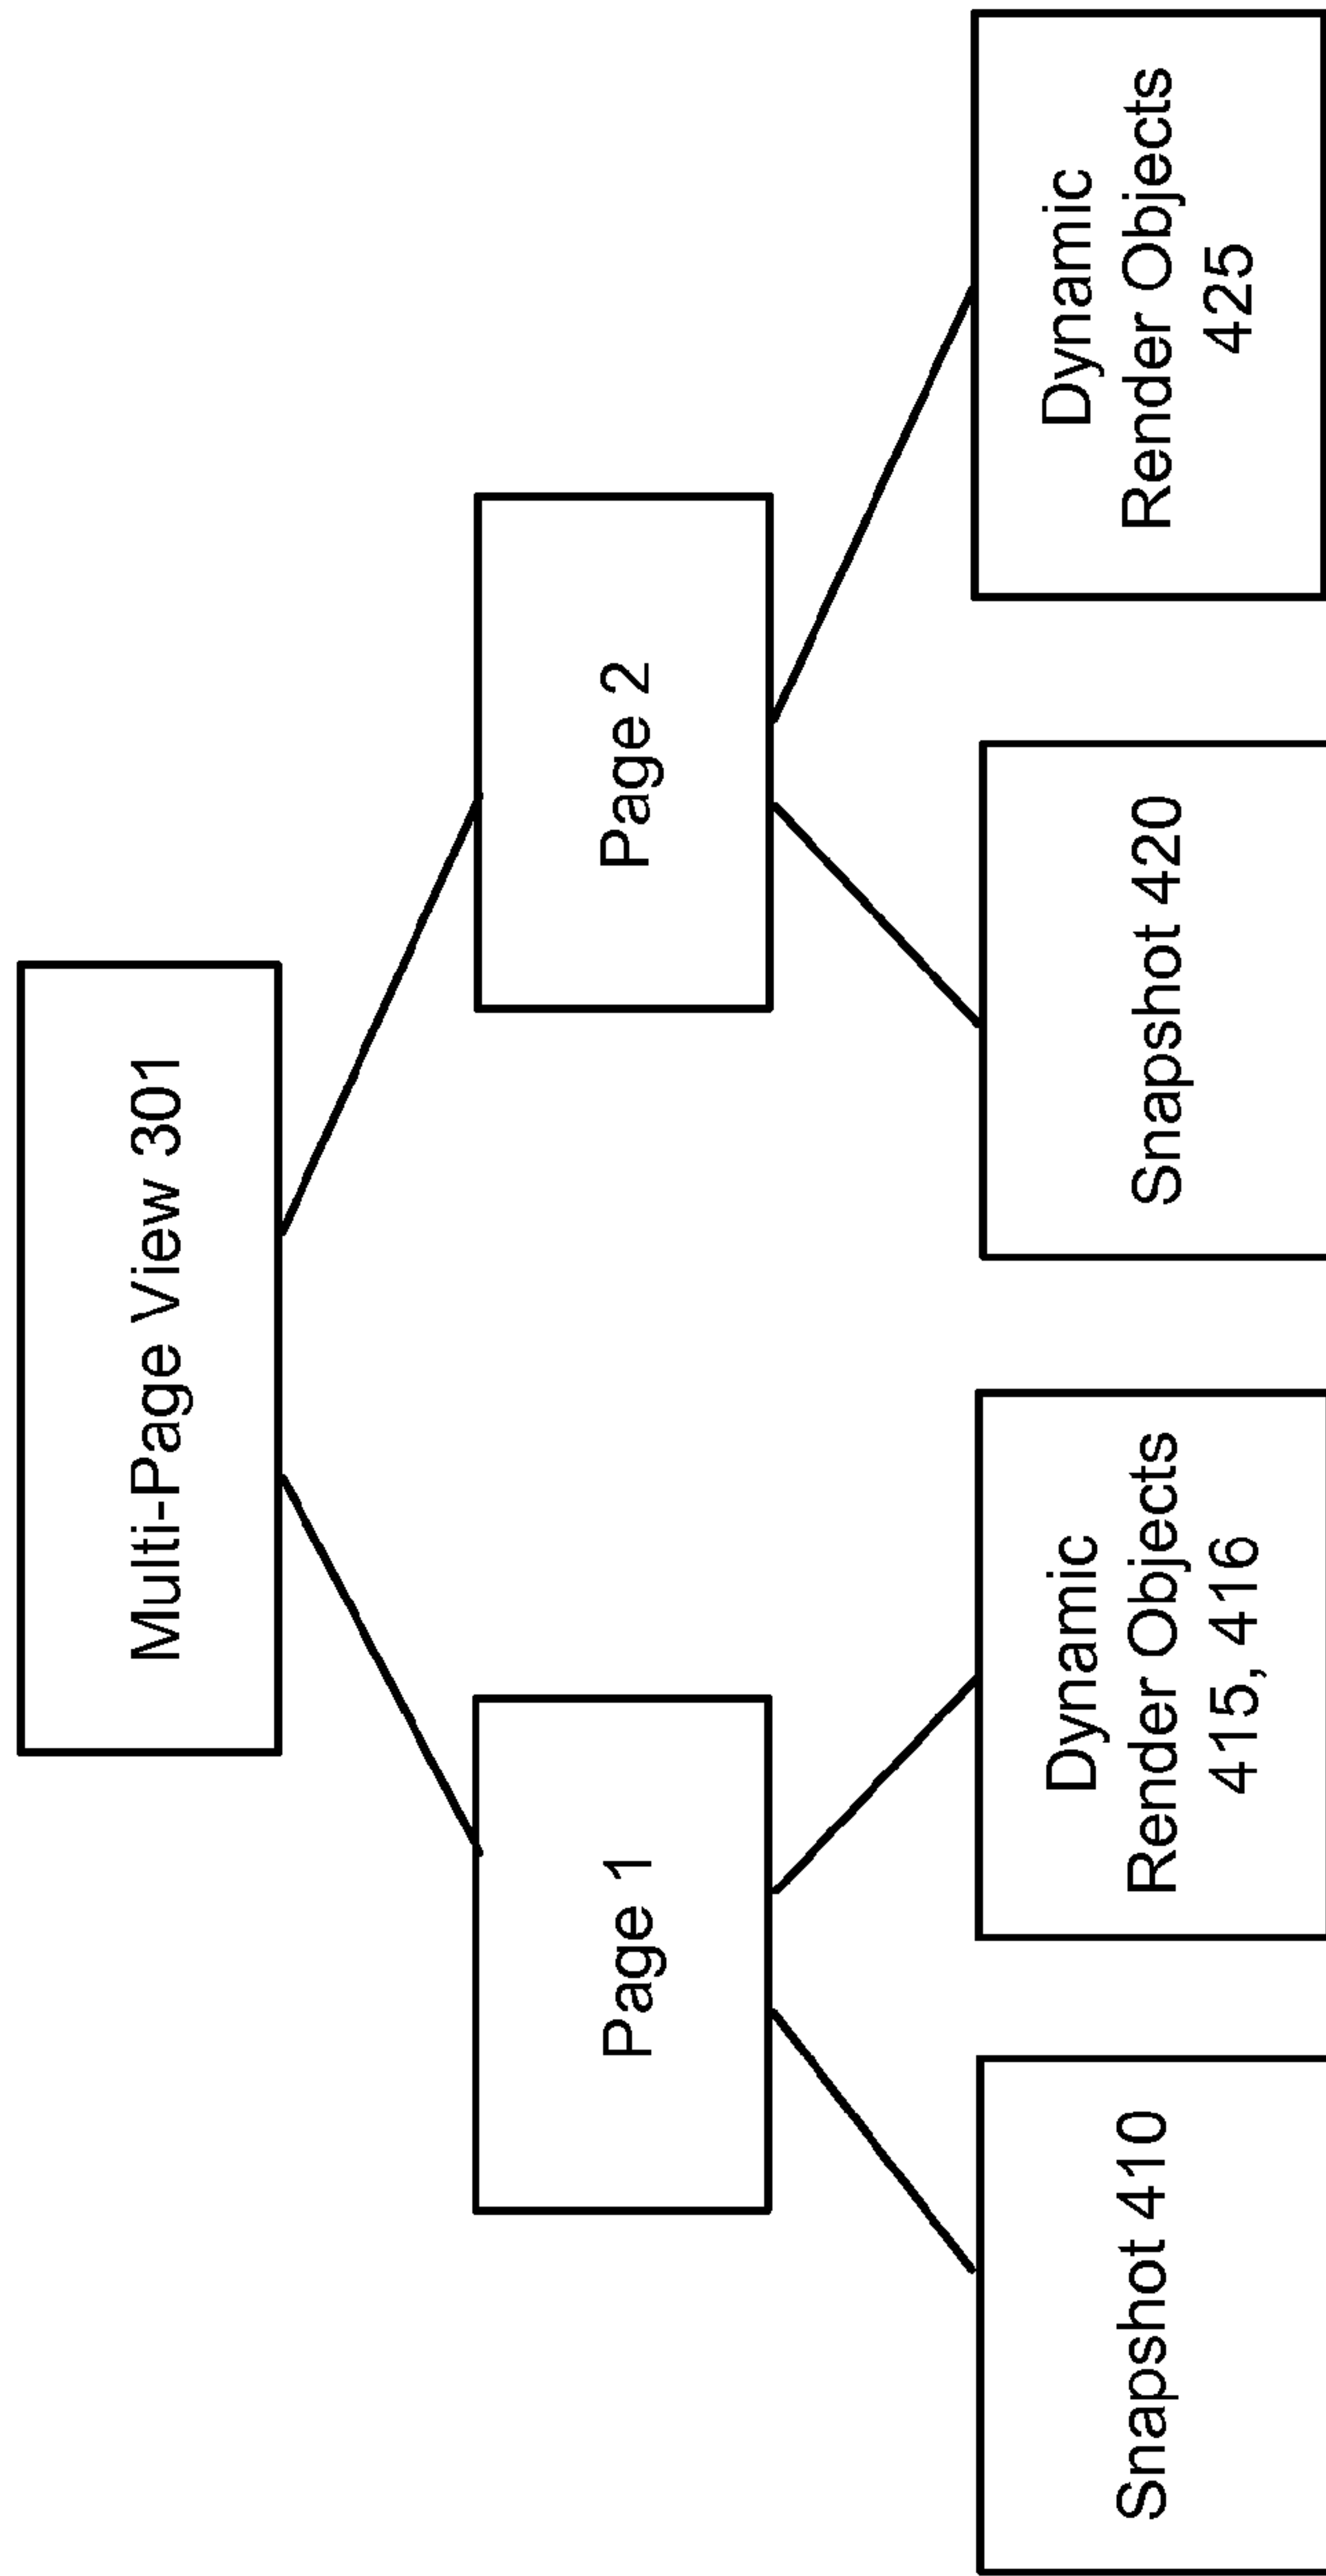 Multi-Page View 301
Page 1
Page 2
Snapshot 410
Dynamic
Render Objects
415, 416
Snapshot 420
Dynamic
Render Objects
425